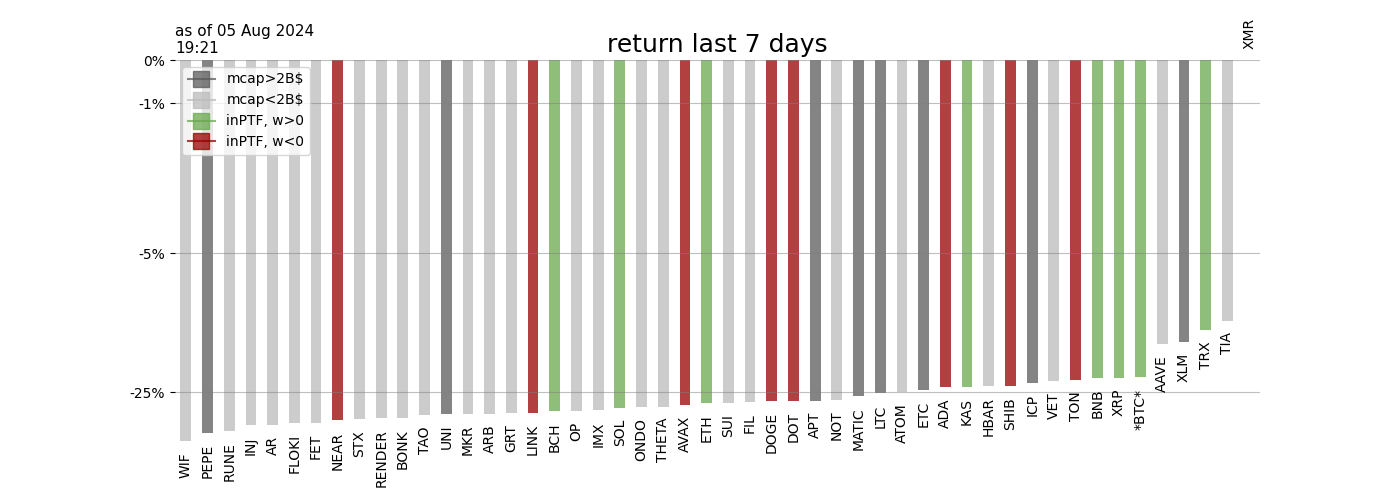 as of 05 Aug 2024
19:21
return last 7 days
XMR
0%
-1%
-5%
-25%
mcap>2B$
mcap<2B$
inPTF, w>0
inPTF, w<0
WIF
PEPE
RUNE
INJ
AR
FLOKI
FET
NEAR
STX
RENDER
BONK
TAO
UNI
MKR
ARB
GRT
LINK
BCH
OP
IMX
SOL
ONDO
THETA
AVAX
ETH
SUI
FIL
DOGE
DOT
APT
NOT
MATIC
LTC
ATOM
ETC
ADA
KAS
HBAR
SHIB
ICP
VET
TON
BNB
XRP
*BTC*
AAVE
XLM
TRX
TIA